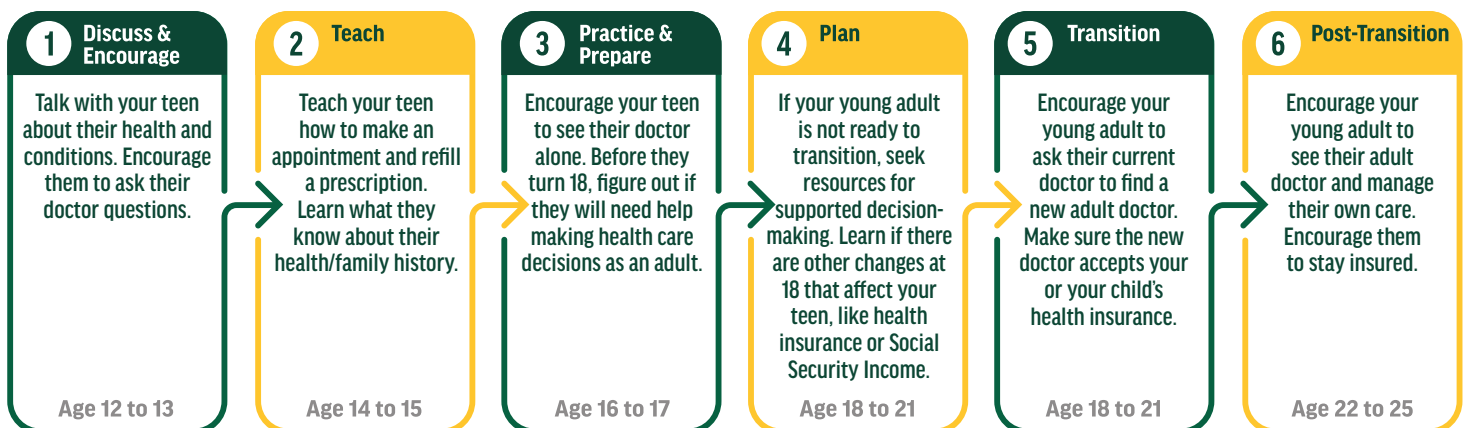 1
Discuss &
Encourage
Talk with your teen
about their health and
conditions. Encourage
them to ask their
doctor questions.
Age 12 to 13
2
Teach
Teach your teen
how to make an
appointment and refill
a prescription.
Learn what they
know about their
health/family history.
Age 14 to 15
3
Practice &
Prepare
Encourage your teen
to see their doctor
alone. Before they
turn 18, figure out if
they will need help
making health care
decisions as an adult.
Age 16 to 17
4
Plan
If your young adult
is not ready to
transition, seek
resources for
supported decision-
making. Learn if there
are other changes at
18 that affect your
teen, like health
insurance or Social
Security Income.
Age 18 to 21
5
Transition
Encourage your
young adult to
ask their current
doctor to find a
new adult doctor.
Make sure the new
doctor accepts your
or your child's
health insurance.
Age 18 to 21
6
Post-Transition
Encourage your
young adult to
see their adult
doctor and manage
their own care.
Encourage them
to stay insured.
Age 22 to 25